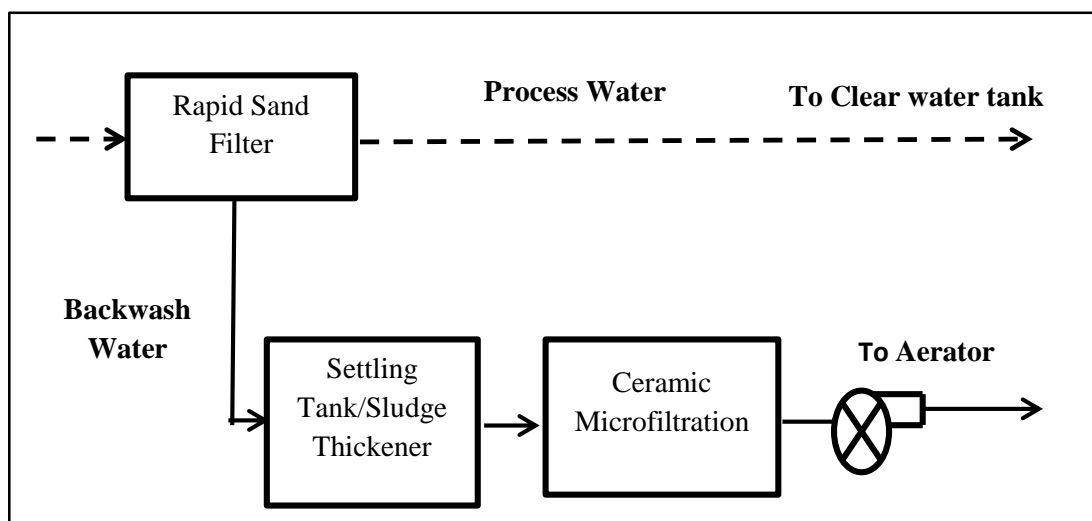 Rapid Sand
Filter
Process Water
To Clear water tank
Backwash
Water
Settling
Tank/Sludge
Thickener
Ceramic
Microfiltration
To Aerator